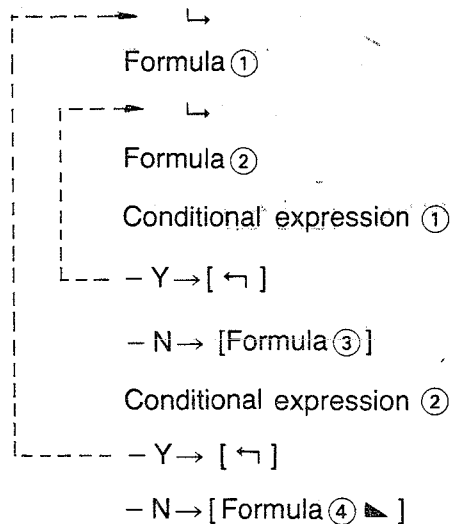 ↳
Formula ①
↳
Formula ②
Conditional expression ①
– Y → [ ↰ ]
– N → [Formula ③]
Conditional expression ②
– Y → [ ↰ ]
– N → [Formula ④ ◣ ]